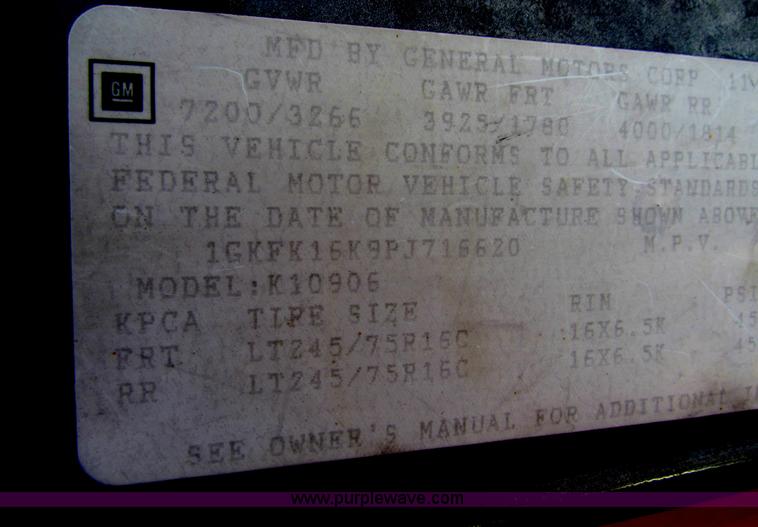 MFD BY GENERAL MOTORS CORP 11
GVWR GAWR FRT GAWR RR
GM
7200/3266 3925/1780 4000/1814
THIS VEHICLE CONFORMS TO ALL APPLICABL
FEDERAL MOTOR VEHICLE SAFETY STANDARDS
ON THE DATE OF MANUFACTURE SHOWN ABOVE
1GKFK16K9PJ716620 M.P.V.
MODEL:K10906
KPCA TIRE SIZE RIM PSI
FRT LT245/75R16C 16X6.5K 45
RR LT245/75R16C 16X6.5K 45
SEE OWNER'S MANUAL FOR ADDITIONAL I
www.purplewave.com